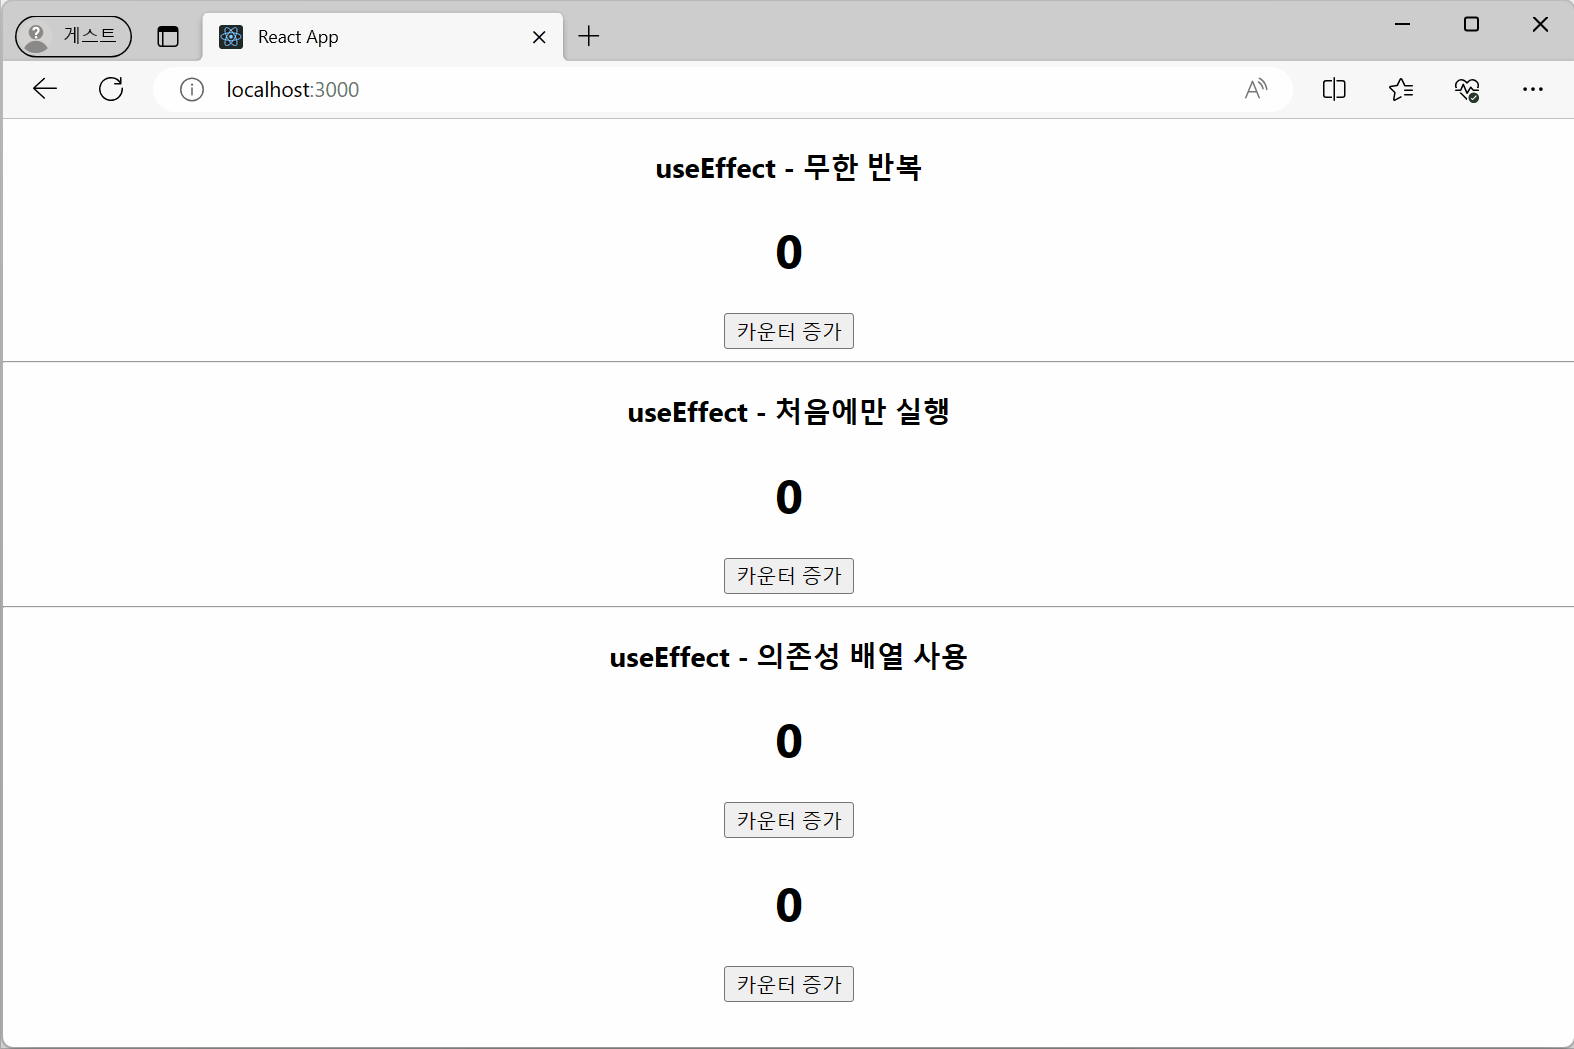 게스트
React App
localhost:3000
useEffect - 무한 반복
0
카운터 증가
useEffect - 처음에만 실행
0
카운터 증가
useEffect - 의존성 배열 사용
0
카운터 증가
0
카운터 증가